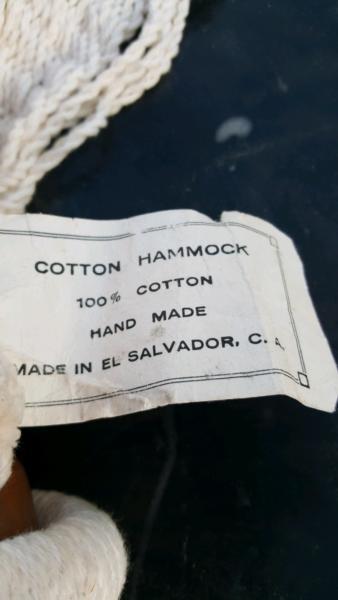 COTTON HAMMOCK
100% COTTON
HAND MADE
MADE IN EL SALVADOR, C. A.